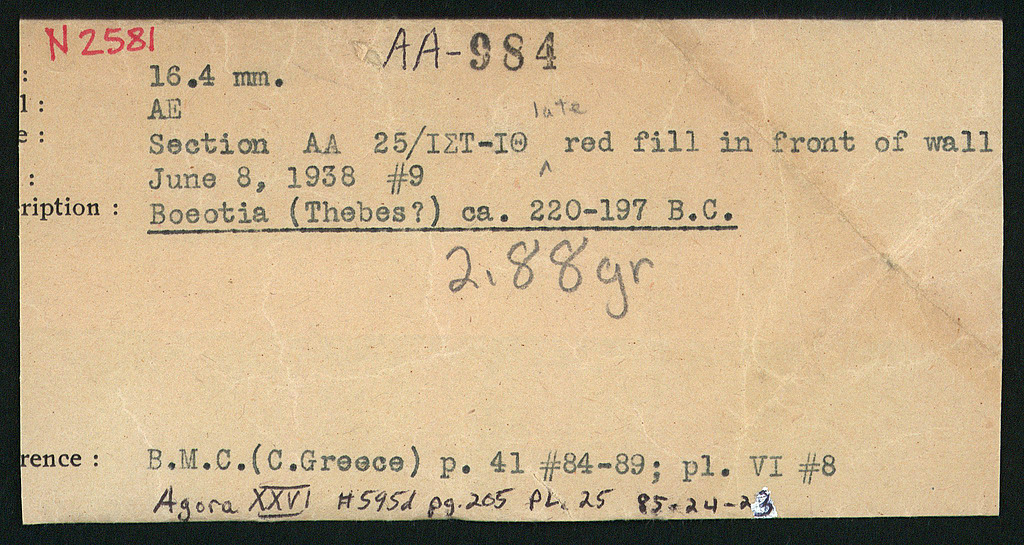 N 2581
AA-984
: 16.4 mm.
l : AE
late
e : Section AA 25/ΙΣΤ-ΙΘ ^ red fill in front of wall
: June 8, 1938 #9
ription : Boeotia (Thebes?) ca. 220-197 B.C.
2.88gr
rence : B.M.C.(C.Greece) p. 41 #84-89; pl. VI #8
Agora XXVI #595d pg.205 PL. 25 85-24-23